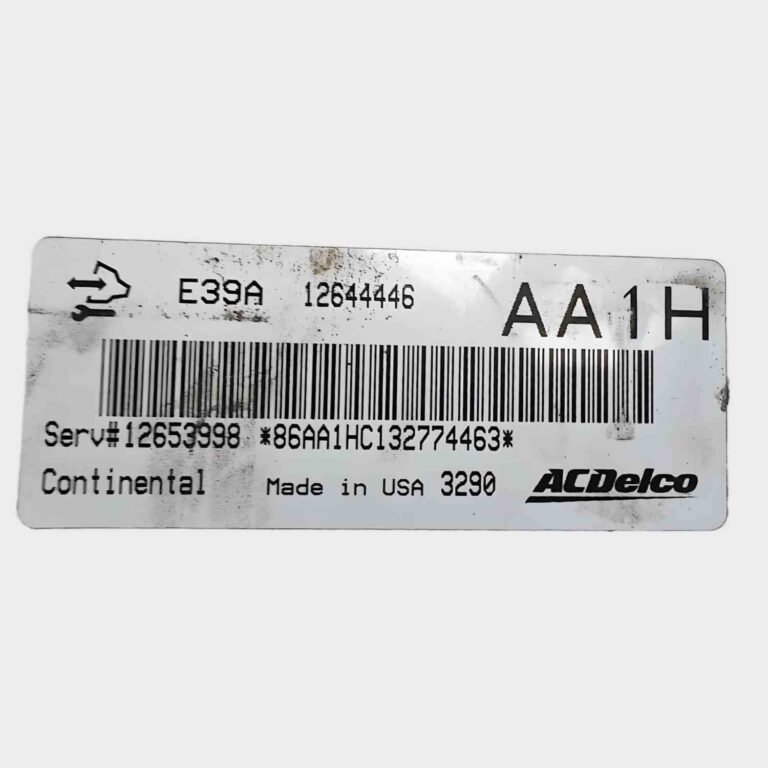 E39A 12644446 AA1H
Serv#12653998 *86AA1HC132774463*
Continental Made in USA 3290 ACDelco